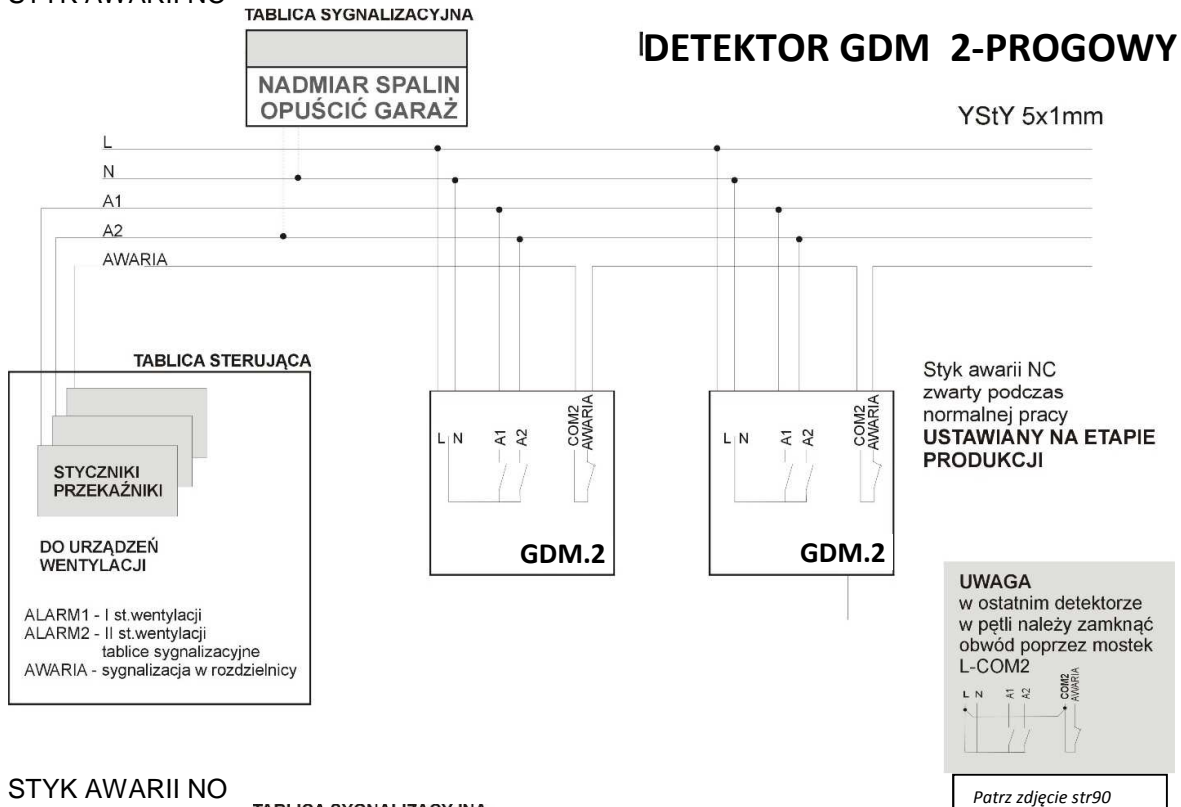 STYK AWARII NO
TABLICA SYGNALIZACYJNA
DETEKTOR GDM 2-PROGOWY
NADMIAR SPALIN
OPUŚCIĆ GARAŻ
YStY 5x1mm
L
N
A1
A2
AWARIA
TABLICA STERUJĄCA
STYCZNIKI
PRZEKAŹNIKI
DO URZĄDZEŃ
WENTYLACJI
ALARM1 - I st.wentylacji
ALARM2 - II st.wentylacji
tablice sygnalizacyjne
AWARIA - sygnalizacja w rozdzielnicy
L N A1 A2 COM2 AWARIA
GDM.2
L N A1 A2 COM2 AWARIA
GDM.2
Styk awarii NC
zwarty podczas
normalnej pracy
USTAWIANY NA ETAPIE
PRODUKCJI
UWAGA
w ostatnim detektorze
w pętli należy zamknąć
obwód poprzez mostek
L-COM2
L N A1 A2 COM2 AWARIA
Patrz zdjęcie str90
STYK AWARII NO
TABLICA SYGNALIZACYJNA